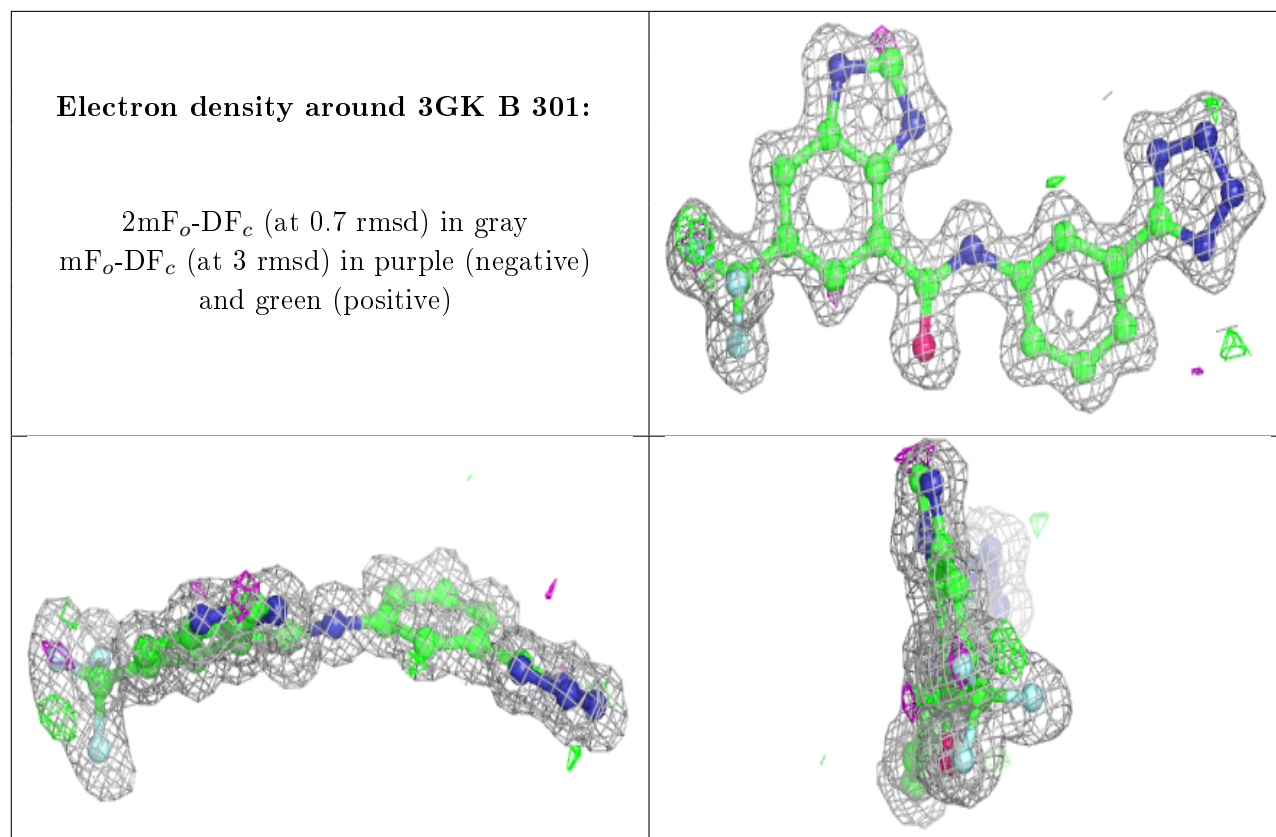 Electron density around 3GK B 301:
2mFo-DFc (at 0.7 rmsd) in gray
mFo-DFc (at 3 rmsd) in purple (negative)
and green (positive)